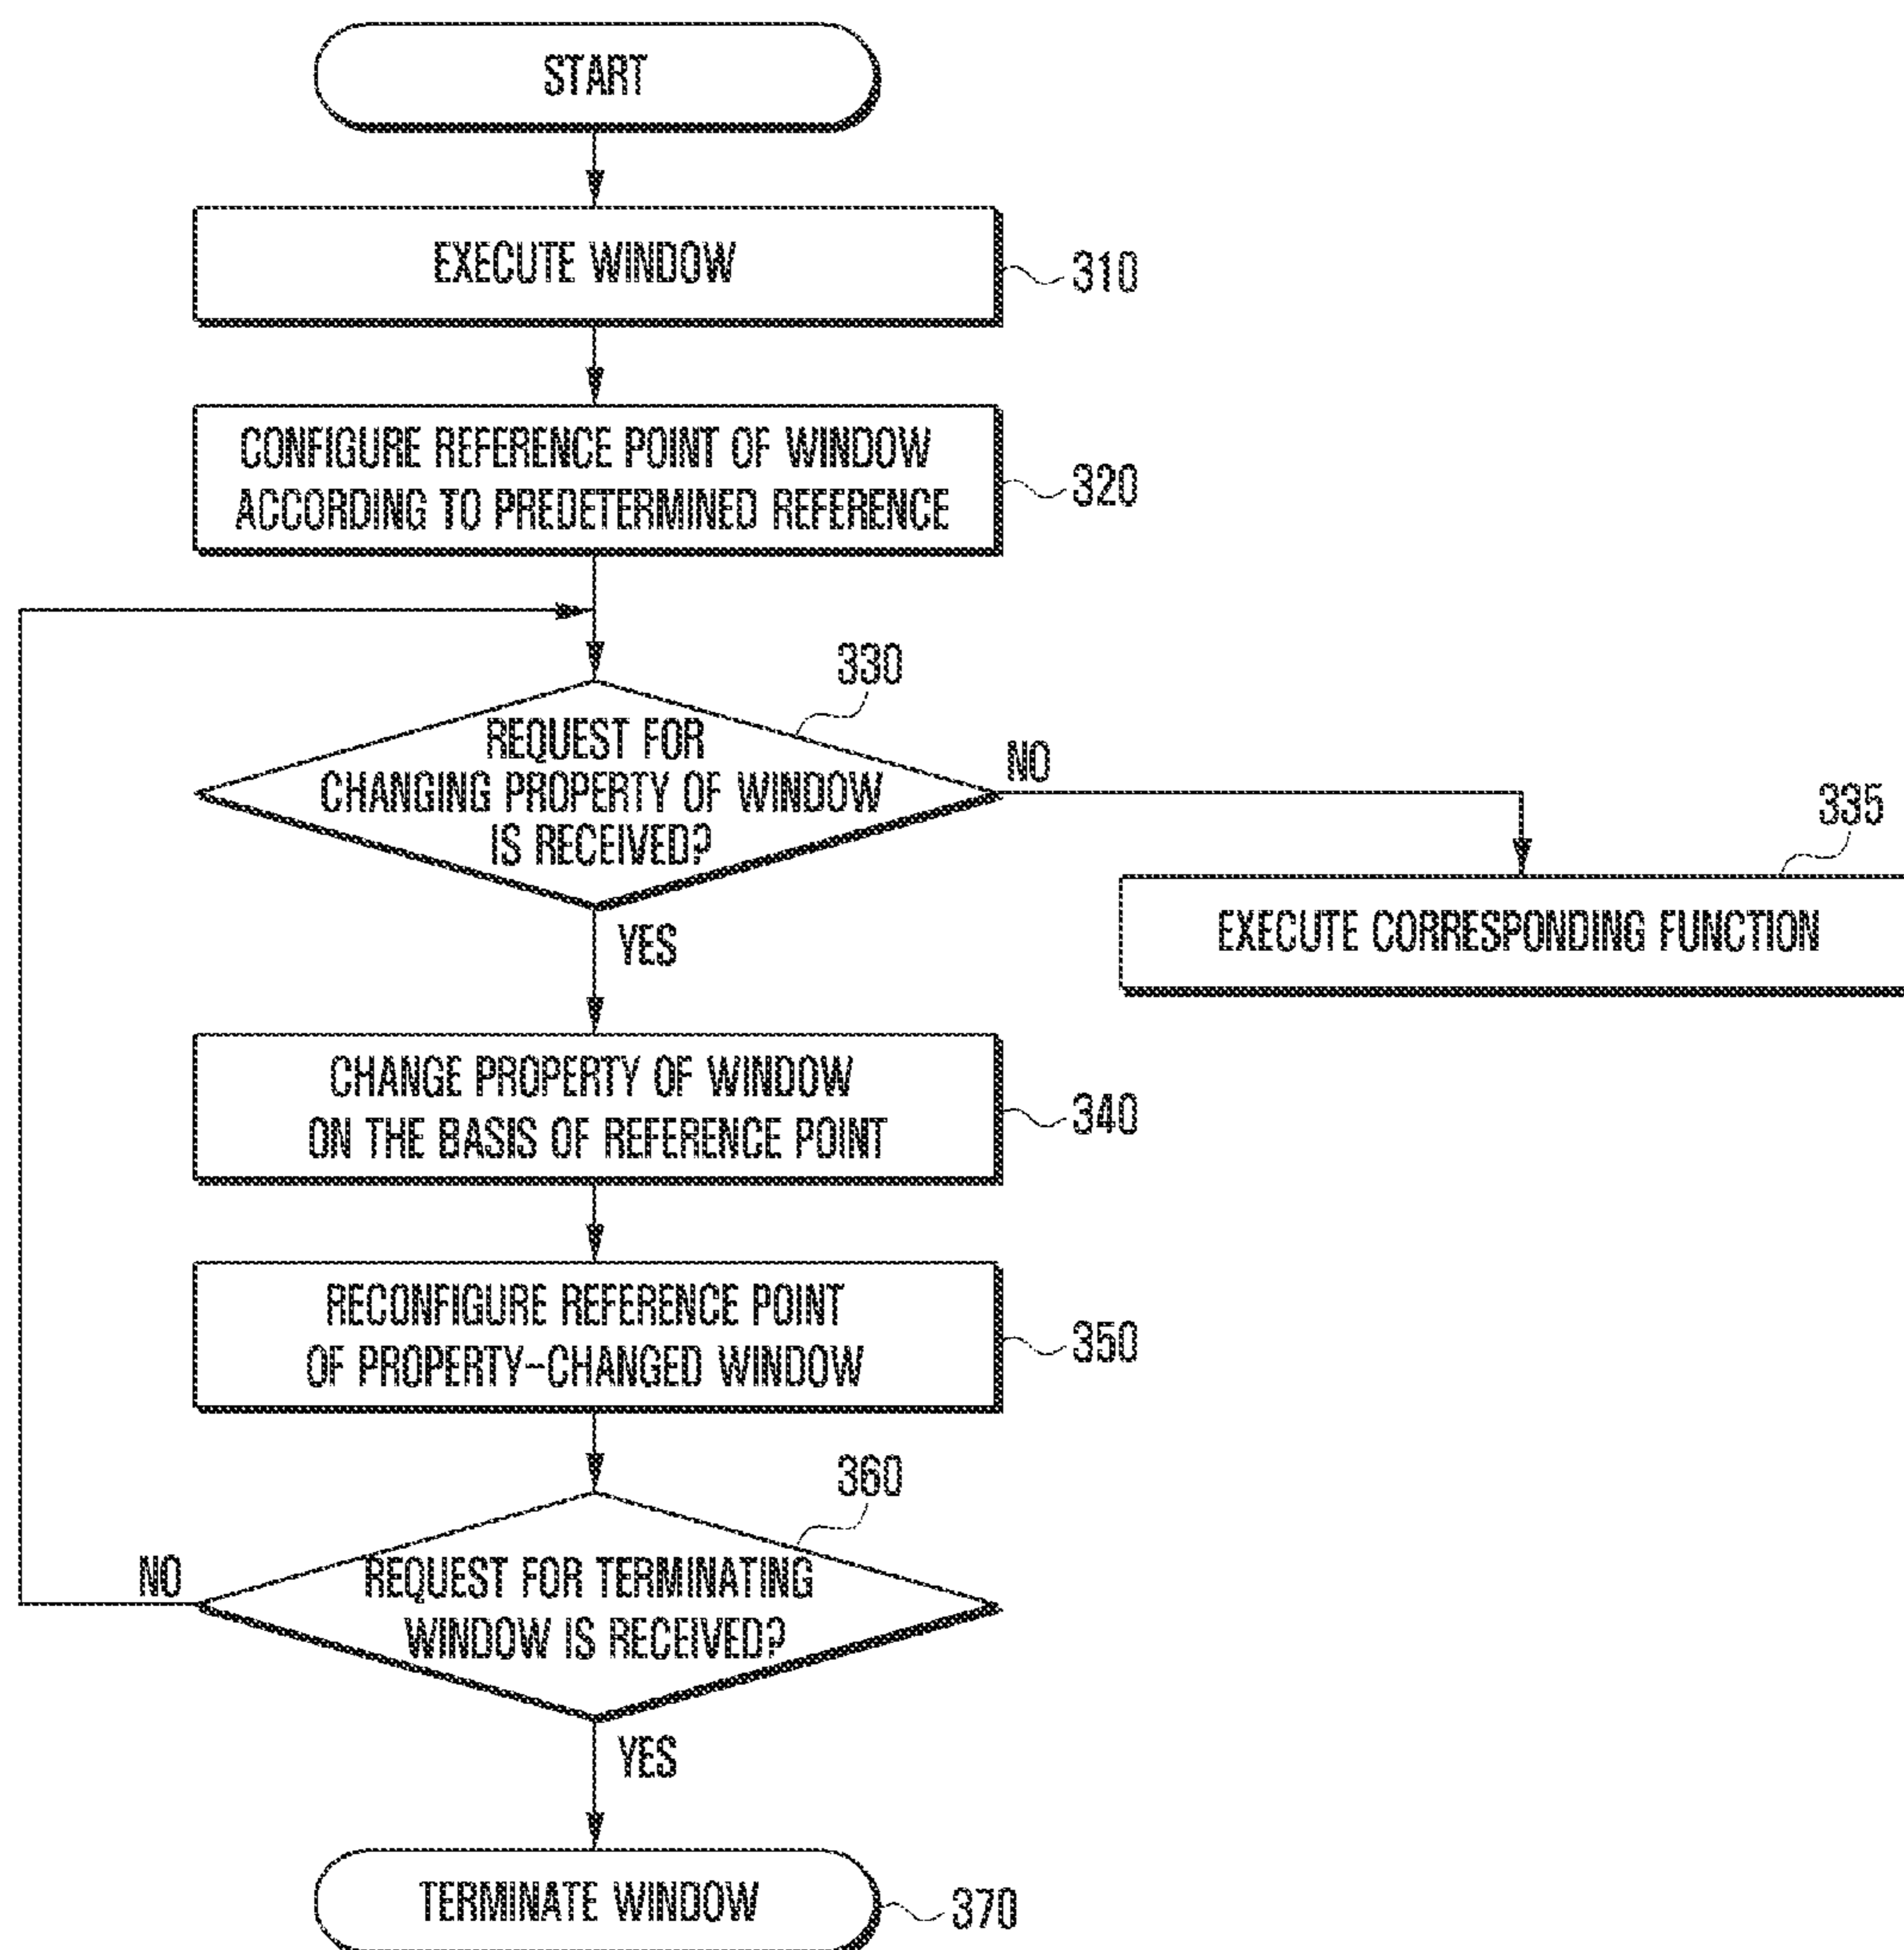 START
EXECUTE WINDOW
310
CONFIGURE REFERENCE POINT OF WINDOW
ACCORDING TO PREDETERMINED REFERENCE
320
330
REQUEST FOR
CHANGING PROPERTY OF WINDOW
IS RECEIVED?
NO
335
EXECUTE CORRESPONDING FUNCTION
YES
CHANGE PROPERTY OF WINDOW
ON THE BASIS OF REFERENCE POINT
340
RECONFIGURE REFERENCE POINT
OF PROPERTY-CHANGED WINDOW
350
360
NO
REQUEST FOR TERMINATING
WINDOW IS RECEIVED?
YES
TERMINATE WINDOW
370